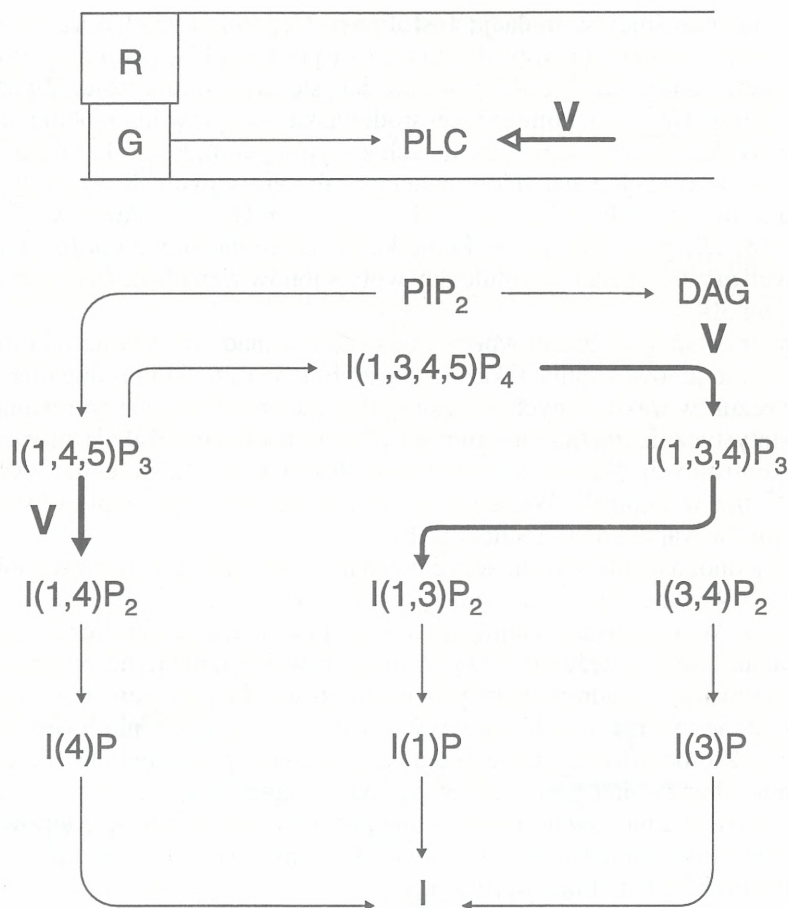 R
G PLC V
PIP₂ DAG
V
I(1,3,4,5)P₄
I(1,4,5)P₃ I(1,3,4)P₃
V
I(1,4)P₂ I(1,3)P₂ I(3,4)P₂
I(4)P I(1)P I(3)P
I